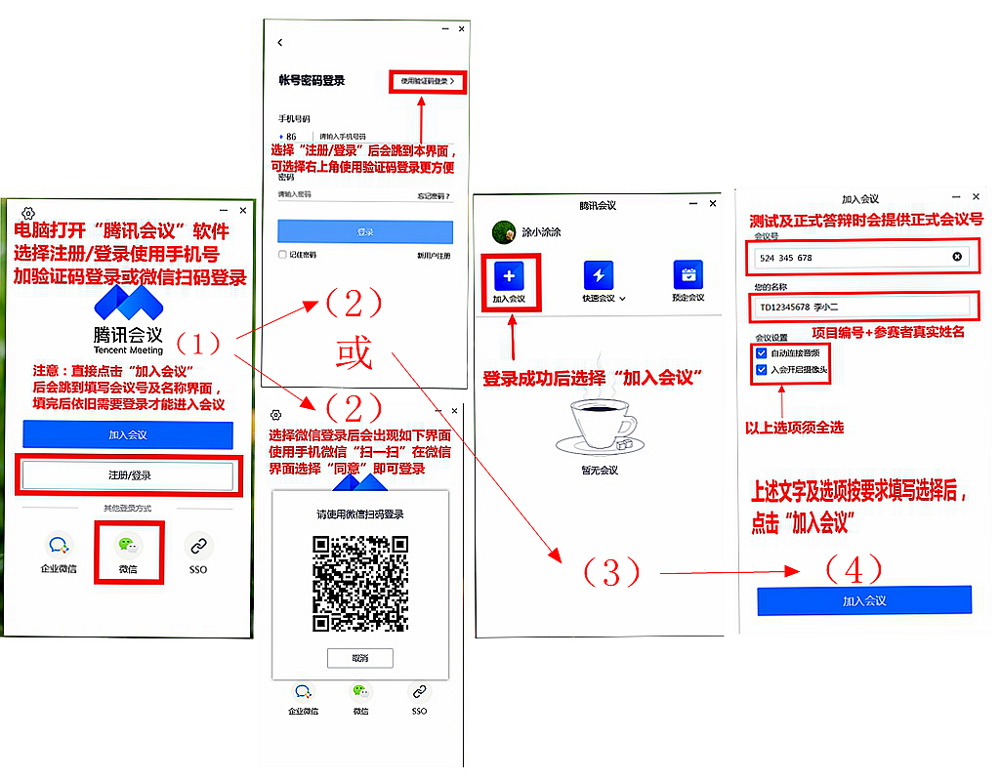 电脑打开“腾讯会议”软件
选择注册/登录使用手机号
加验证码登录或微信扫码登录
腾讯会议
Tencent Meeting
（1）
注意：直接点击“加入会议”
后会跳到填写会议号及名称界面，
填完后依旧需要登录才能进入会议
加入会议
注册/登录
其他登录方式
企业微信
微信
SSO
帐号密码登录
使用验证码登录 >
手机号码
+ 86
请输入手机号码
选择“注册/登录”后会跳到本界面，
可选择右上角使用验证码登录更方便
密码
请输入密码
忘记密码？
登录
记住密码
新用户注册
（2）
或
（2）
选择微信登录后会出现如下界面
使用手机微信“扫一扫”在微信
界面选择“同意”即可登录
请使用微信扫码登录
取消
企业微信
微信
SSO
腾讯会议
涂小涂涂
加入会议
快速会议
预定会议
登录成功后选择“加入会议”
暂无会议
（3）
加入会议
测试及正式答辩时会提供正式会议号
会议号
524 345 678
您的名称
TD12345678 李小二
项目编号+参赛者真实姓名
会议设置
自动连接音频
入会开启摄像头
以上选项须全选
上述文字及选项按要求填写选择后，
点击“加入会议”
（4）
加入会议